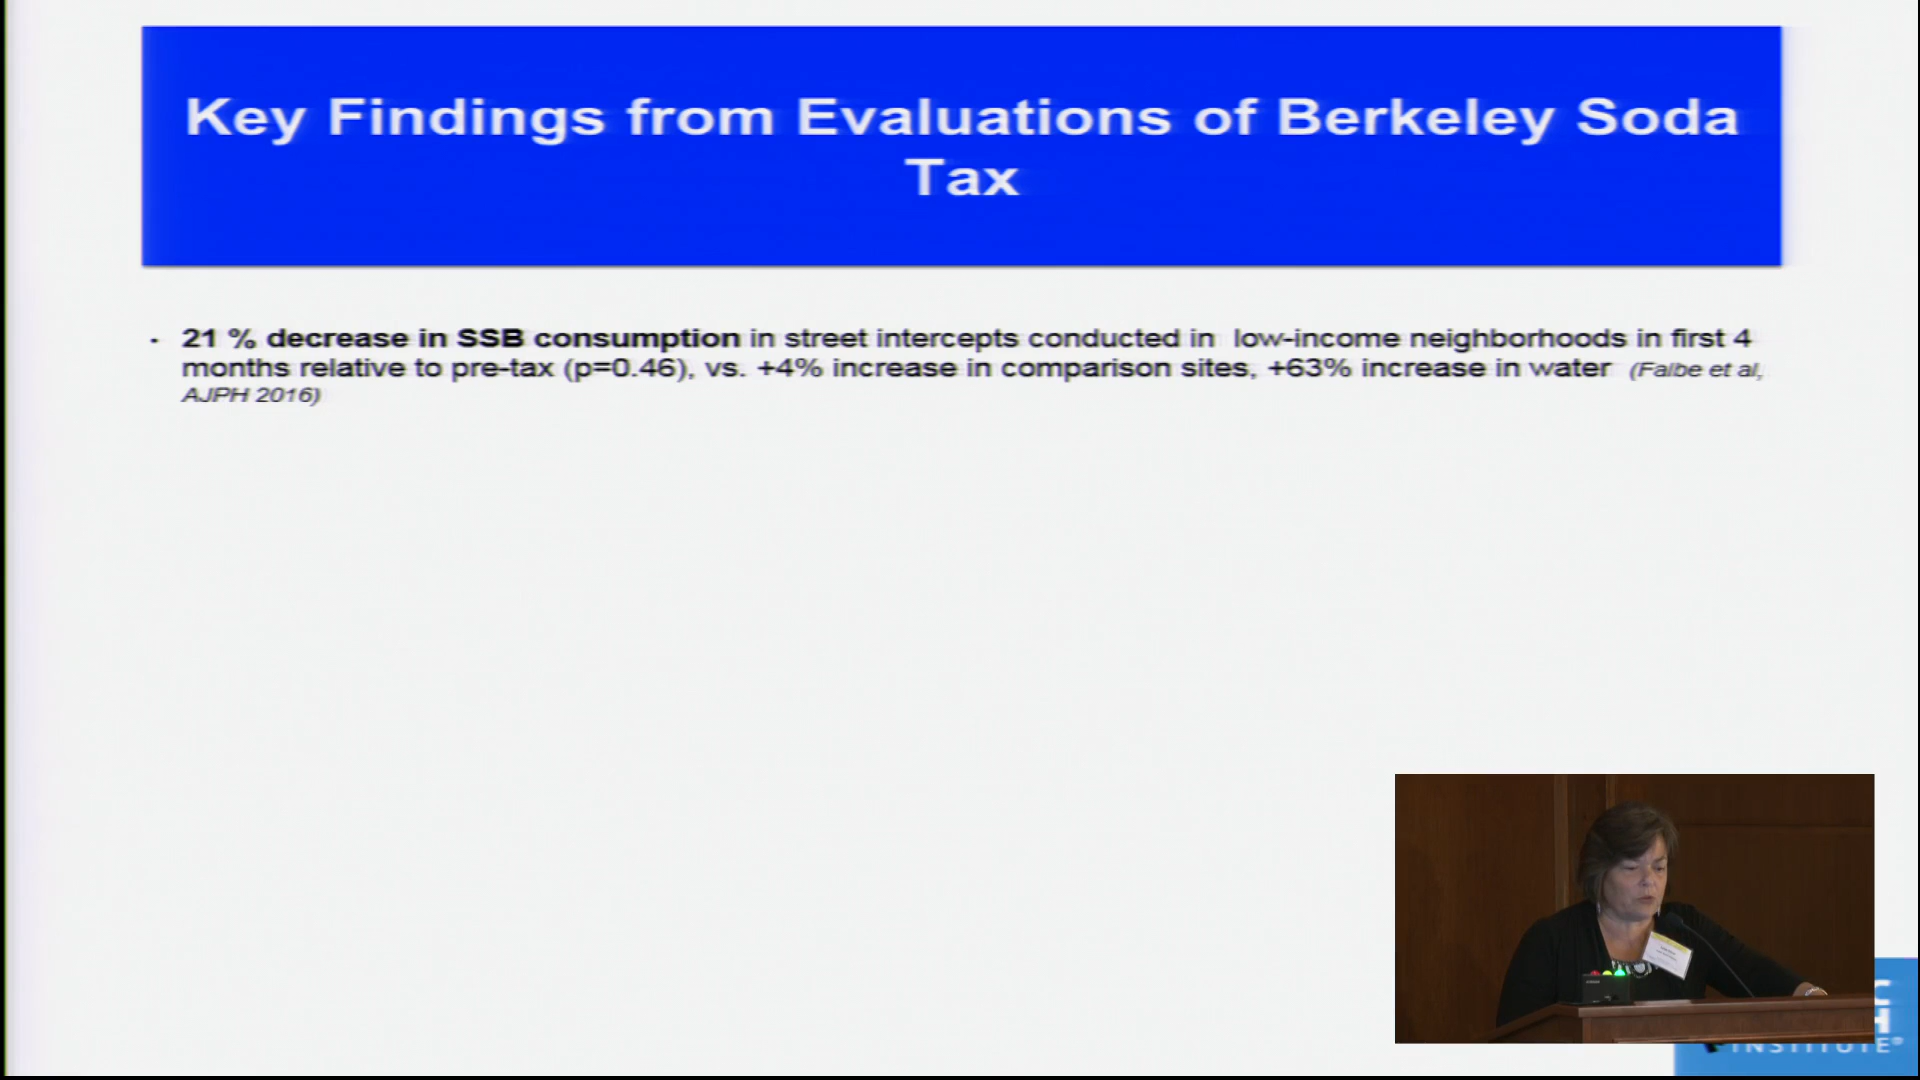 Key Findings from Evaluations of Berkeley Soda
Tax
· 21 % decrease in SSB consumption in street intercepts conducted in low-income neighborhoods in first 4
months relative to pre-tax (p=0.46), vs. +4% increase in comparison sites, +63% increase in water (Falbe et al,
AJPH 2016)
C
H
INSTITUTE®